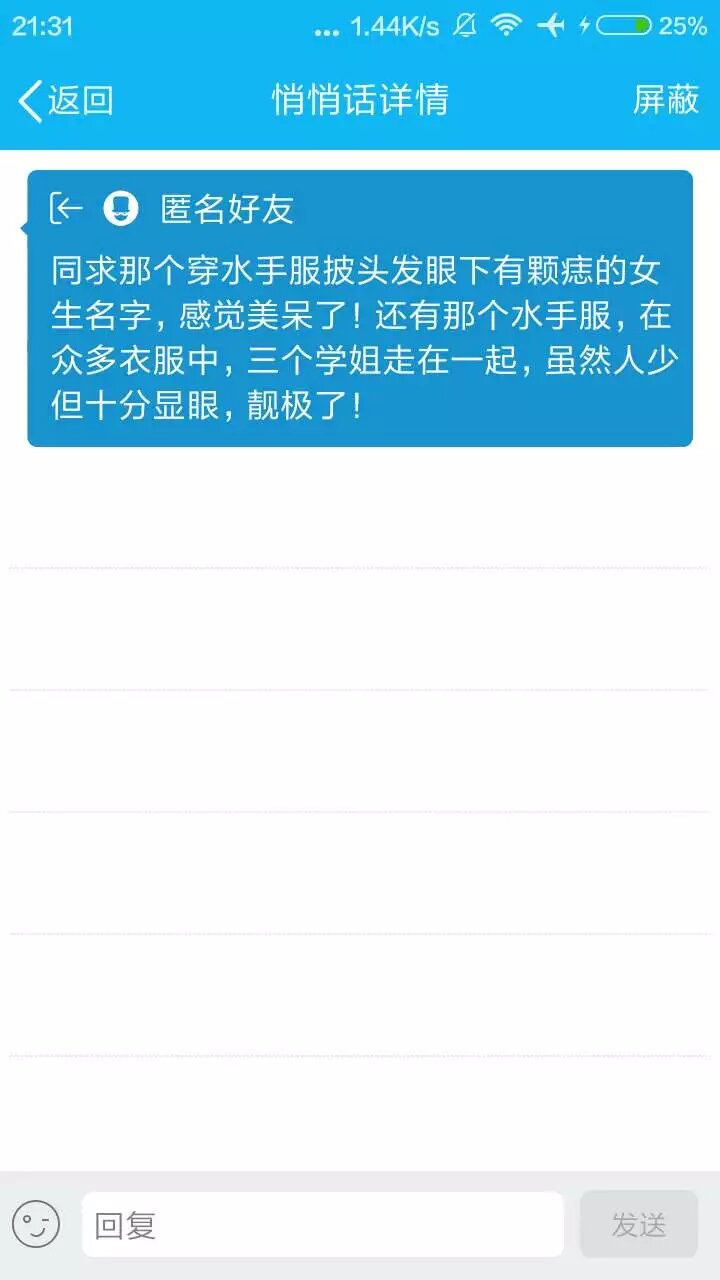 21:31 ... 1.44K/s 25%
返回 悄悄话详情 屏蔽
匿名好友
同求那个穿水手服披头发眼下有颗痣的女
生名字，感觉美呆了！还有那个水手服，在
众多衣服中，三个学姐走在一起，虽然人少
但十分显眼，靓极了！
回复 发送